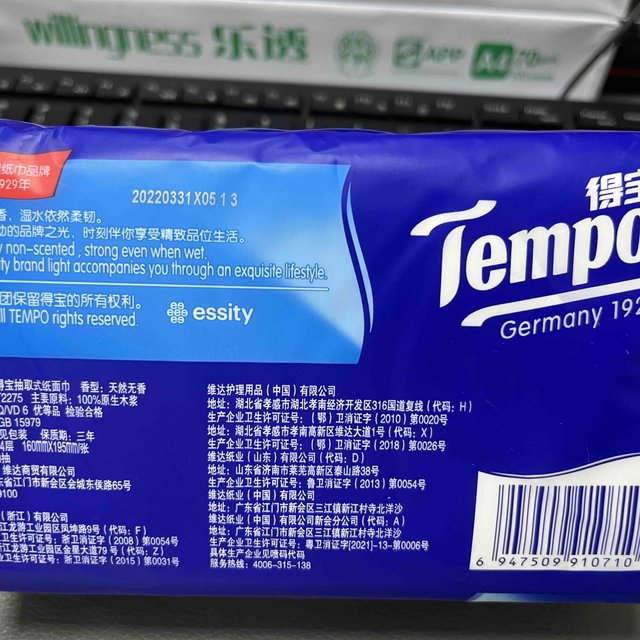 willingness 乐透
APP
A4 70
纸巾品牌
1929年
20220331X05 1 3
香，湿水依然柔韧。
的品牌之光，时刻伴你享受精致品位生活。
non-scented , strong even when wet.
ty brand light accompanies you through an exquisite lifestyle.
团保留得宝的所有权利。
ll TEMPO rights reserved.
essity
得宝
Tempo
Germany 192
得宝抽取式纸面巾 香型：天然无香
2275 主要原料：100%原生木浆
Q/VD 6 优等品 检验合格
GB 15979
见包装 保质期：三年
4层 160mmX195mm/张
抽
维达商贸有限公司
东省江门市新会区会城东侯路65号
9100
（浙江）有限公司
江龙游工业园区凤坤路9号（代码：F）
卫生许可证号：浙卫消证字（2008）第0054号
江龙游工业园区金星大道79号（代码：Z）
卫生许可证号：浙卫消证字（2015）第0031号
维达护理用品（中国）有限公司
地址：湖北省孝感市湖北孝南经济开发区316国道复线（代码：H）
生产企业卫生许可证号：（鄂）卫消证字（2010）第0020号
地址：湖北省孝感市孝南高新区维达大道1号（代码：X）
生产企业卫生许可证号：（鄂）卫消证字（2018）第0026号
维达纸业（山东）有限公司（代码：D）
地址：山东省济南市莱芜高新区泰山路38号
生产企业卫生许可证号：鲁卫消证字（2013）第0054号
维达纸业（中国）有限公司
地址：广东省江门市新会区三江镇新江村寺北洋沙
维达纸业（中国）有限公司新会分公司（代码：A）
地址：广东省江门市新会区三江镇新江村寺北洋沙
生产企业卫生许可证号：粤卫消证字[2021]-13-第0006号
具体生产企业见喷码代码
服务热线：4006-315-138
6 947509 910710